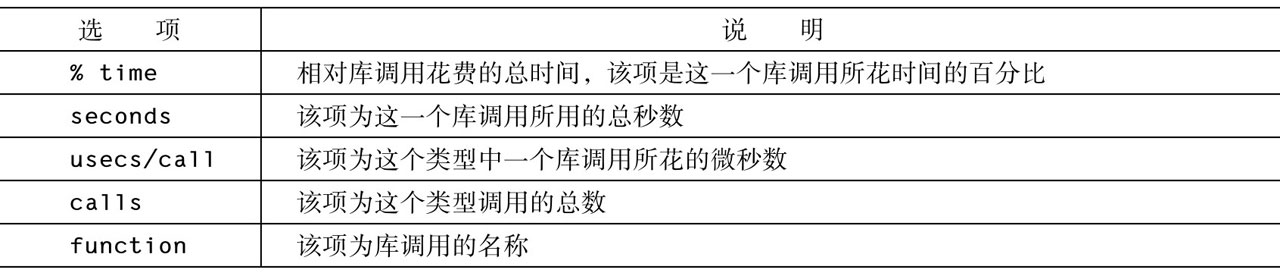 选 项 说 明
% time 相对库调用花费的总时间，该项是这一个库调用所花时间的百分比
seconds 该项为这一个库调用所用的总秒数
usecs/call 该项为这个类型中一个库调用所花的微秒数
calls 该项为这个类型调用的总数
function 该项为库调用的名称